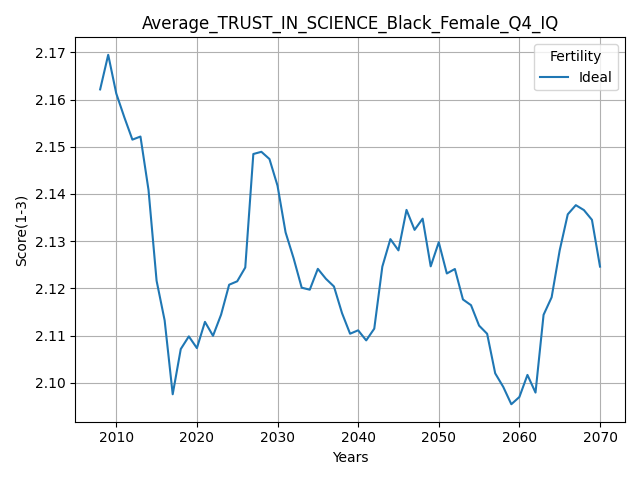 Average_TRUST_IN_SCIENCE_Black_Female_Q4_IQ
Fertility
Ideal
Score(1-3)
2.17
2.16
2.15
2.14
2.13
2.12
2.11
2.10
2010 2020 2030 2040 2050 2060 2070
Years